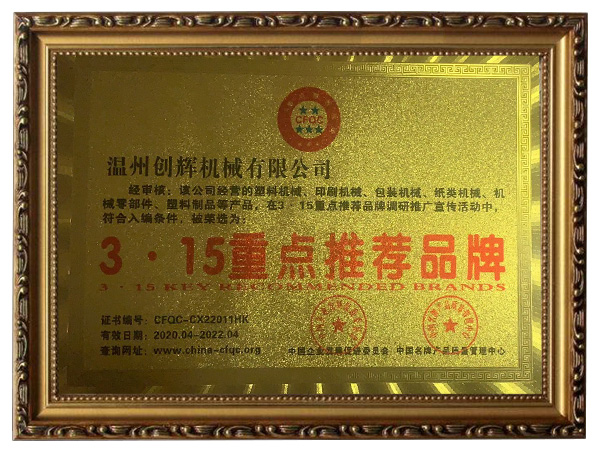 CFQC
温州创辉机械有限公司
经审核：该公司经营的塑料机械、印刷机械、包装机械、纸类机械、机
械零部件、塑料制品等产品，在3·15重点推荐品牌调研推广宣传活动中，
符合入编条件，被荣选为：
3·15重点推荐品牌
3·15 KEY RECOMMENDED BRANDS
证书编号：CFQC-CX22011HK
有效日期：2020.04-2022.04
查询网址：www.china-cfqc.org
中国企业发展促进委员会 中国名牌产品质量管理中心